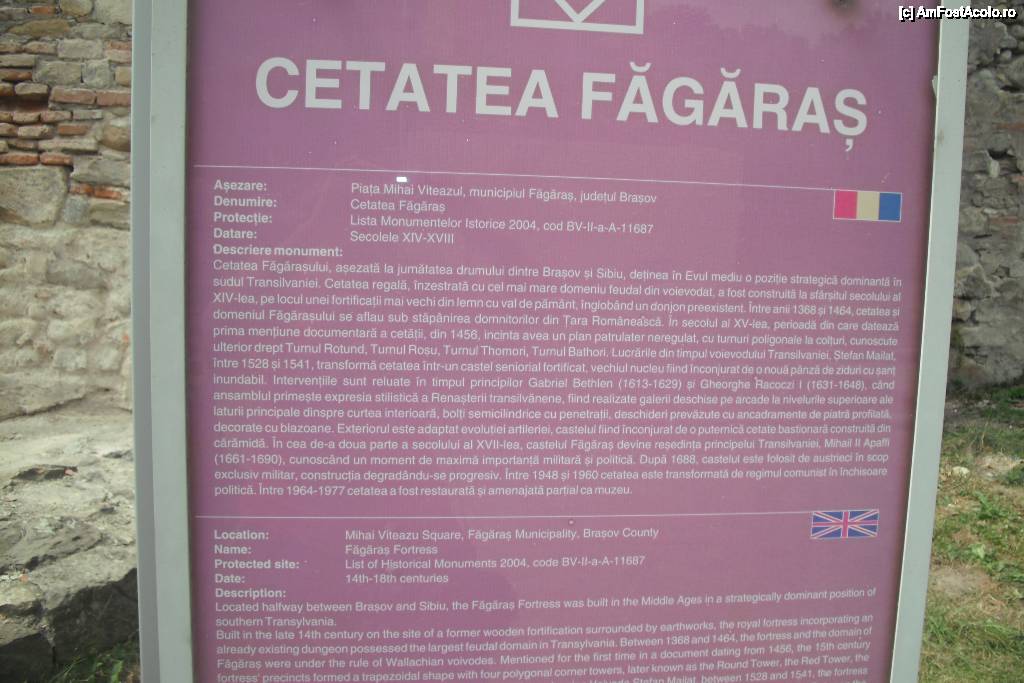 [c] AmFostAcolo.ro
CETATEA FĂGĂRAȘ
Așezare: Piața Mihai Viteazul, municipiul Făgăraș, județul Brașov
Denumire: Cetatea Făgăraș
Protecție: Lista Monumentelor Istorice 2004, cod BV-II-a-A-11687
Datare: Secolele XIV-XVIII
Descriere monument:
Cetatea Făgărașului, așezată la jumătatea drumului dintre Brașov și Sibiu, deținea în Evul mediu o poziție strategică dominantă în
sudul Transilvaniei. Cetatea regală, înzestrată cu cel mai mare domeniu feudal din voievodat, a fost construită la sfârșitul secolului al
XIV-lea, pe locul unei fortificații mai vechi din lemn cu val de pământ, înglobând un donjon preexistent. Între anii 1368 și 1464, cetatea și
domeniul Făgărașului se aflau sub stăpânirea domnitorilor din Țara Românească. În secolul al XV-lea, perioadă din care datează
prima mențiune documentară a cetății, din 1456, incinta avea un plan patrulater neregulat, cu turnuri poligonale la colțuri, cunoscute
ulterior drept Turnul Rotund, Turnul Roșu, Turnul Thomori, Turnul Bathori. Lucrările din timpul voievodului Transilvaniei, Ștefan Mailat,
între 1528 și 1541, transformă cetatea într-un castel seniorial fortificat, vechiul nucleu fiind înconjurat de o nouă pânză de ziduri cu șanț
inundabil. Intervențiile sunt reluate în timpul principilor Gabriel Bethlen (1613-1629) și Gheorghe Racoczi I (1631-1648), când
ansamblul primește expresia stilistică a Renașterii transilvănene, fiind realizate galerii deschise pe arcade la nivelurile superioare ale
laturii principale dinspre curtea interioară, bolți semicilindrice cu penetrații, deschideri prevăzute cu ancadramente de piatră profilată,
decorate cu blazoane. Exteriorul este adaptat evoluției artileriei, castelul fiind înconjurat de o puternică cetate bastionară construită din
cărămidă. În cea de-a doua parte a secolului al XVII-lea, castelul Făgăraș devine reședința principelui Transilvaniei, Mihail II Apaffi
(1661-1690), cunoscând un moment de maximă importanță militară și politică. După 1688, castelul este folosit de austrieci în scop
exclusiv militar, construcția degradându-se progresiv. Între 1948 și 1960 cetatea este transformată de regimul comunist în închisoare
politică. Între 1964-1977 cetatea a fost restaurată și amenajată parțial ca muzeu.
Location: Mihai Viteazu Square, Făgăraș Municipality, Brașov County
Name: Făgăraș Fortress
Protected site: List of Historical Monuments 2004, code BV-II-a-A-11687
Date: 14th-18th centuries
Description:
Located halfway between Brașov and Sibiu, the Făgăraș Fortress was built in the Middle Ages in a strategically dominant position of
southern Transylvania.
Built in the late 14th century on the site of a former wooden fortification surrounded by earthworks, the royal fortress incorporating an
already existing dungeon possessed the largest feudal domain in Transylvania. Between 1368 and 1464, the fortress and the domain of
Făgăraș were under the rule of Wallachian voivodes. Mentioned for the first time in a document dating from 1456, the 15th century
fortress' precincts formed a trapezoidal shape with four polygonal corner towers, later known as the Round Tower, the Red Tower, the
Ștefan Mailat, between 1528 and 1541, the fortress